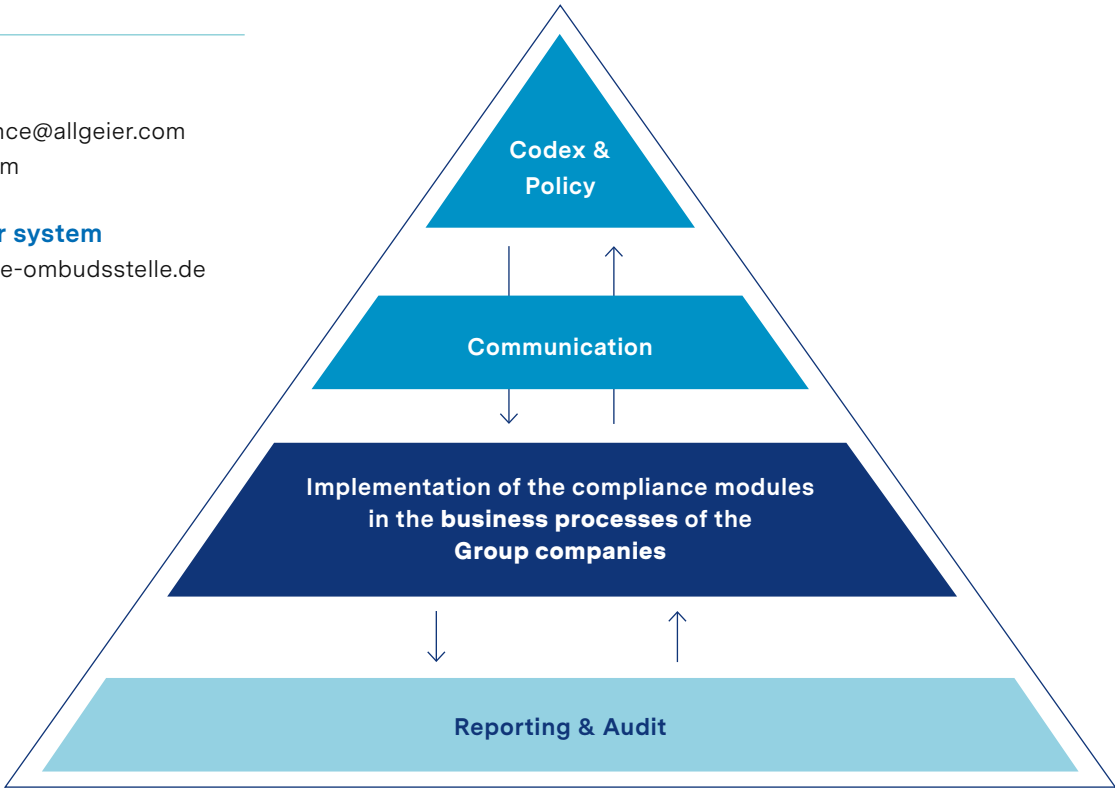 nce@allgeier.com
m
r system
e-ombudsstelle.de
Codex &
Policy
Communication
Implementation of the compliance modules
in the business processes of the
Group companies
Reporting & Audit